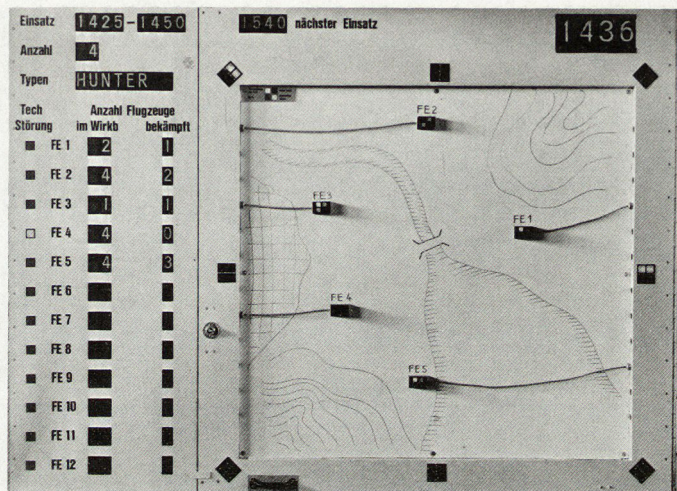 Einsatz 1425-1450
Anzahl 4
Typen HUNTER
Tech Störung Anzahl Flugzeuge
im Wirkb bekämpft
FE 1 2 1
FE 2 4 2
FE 3 1 1
FE 4 4 0
FE 5 4 3
FE 6
FE 7
FE 8
FE 9
FE 10
FE 11
FE 12
1540 nächster Einsatz
1436
FE2
FE3
FE1
FE4
FE5